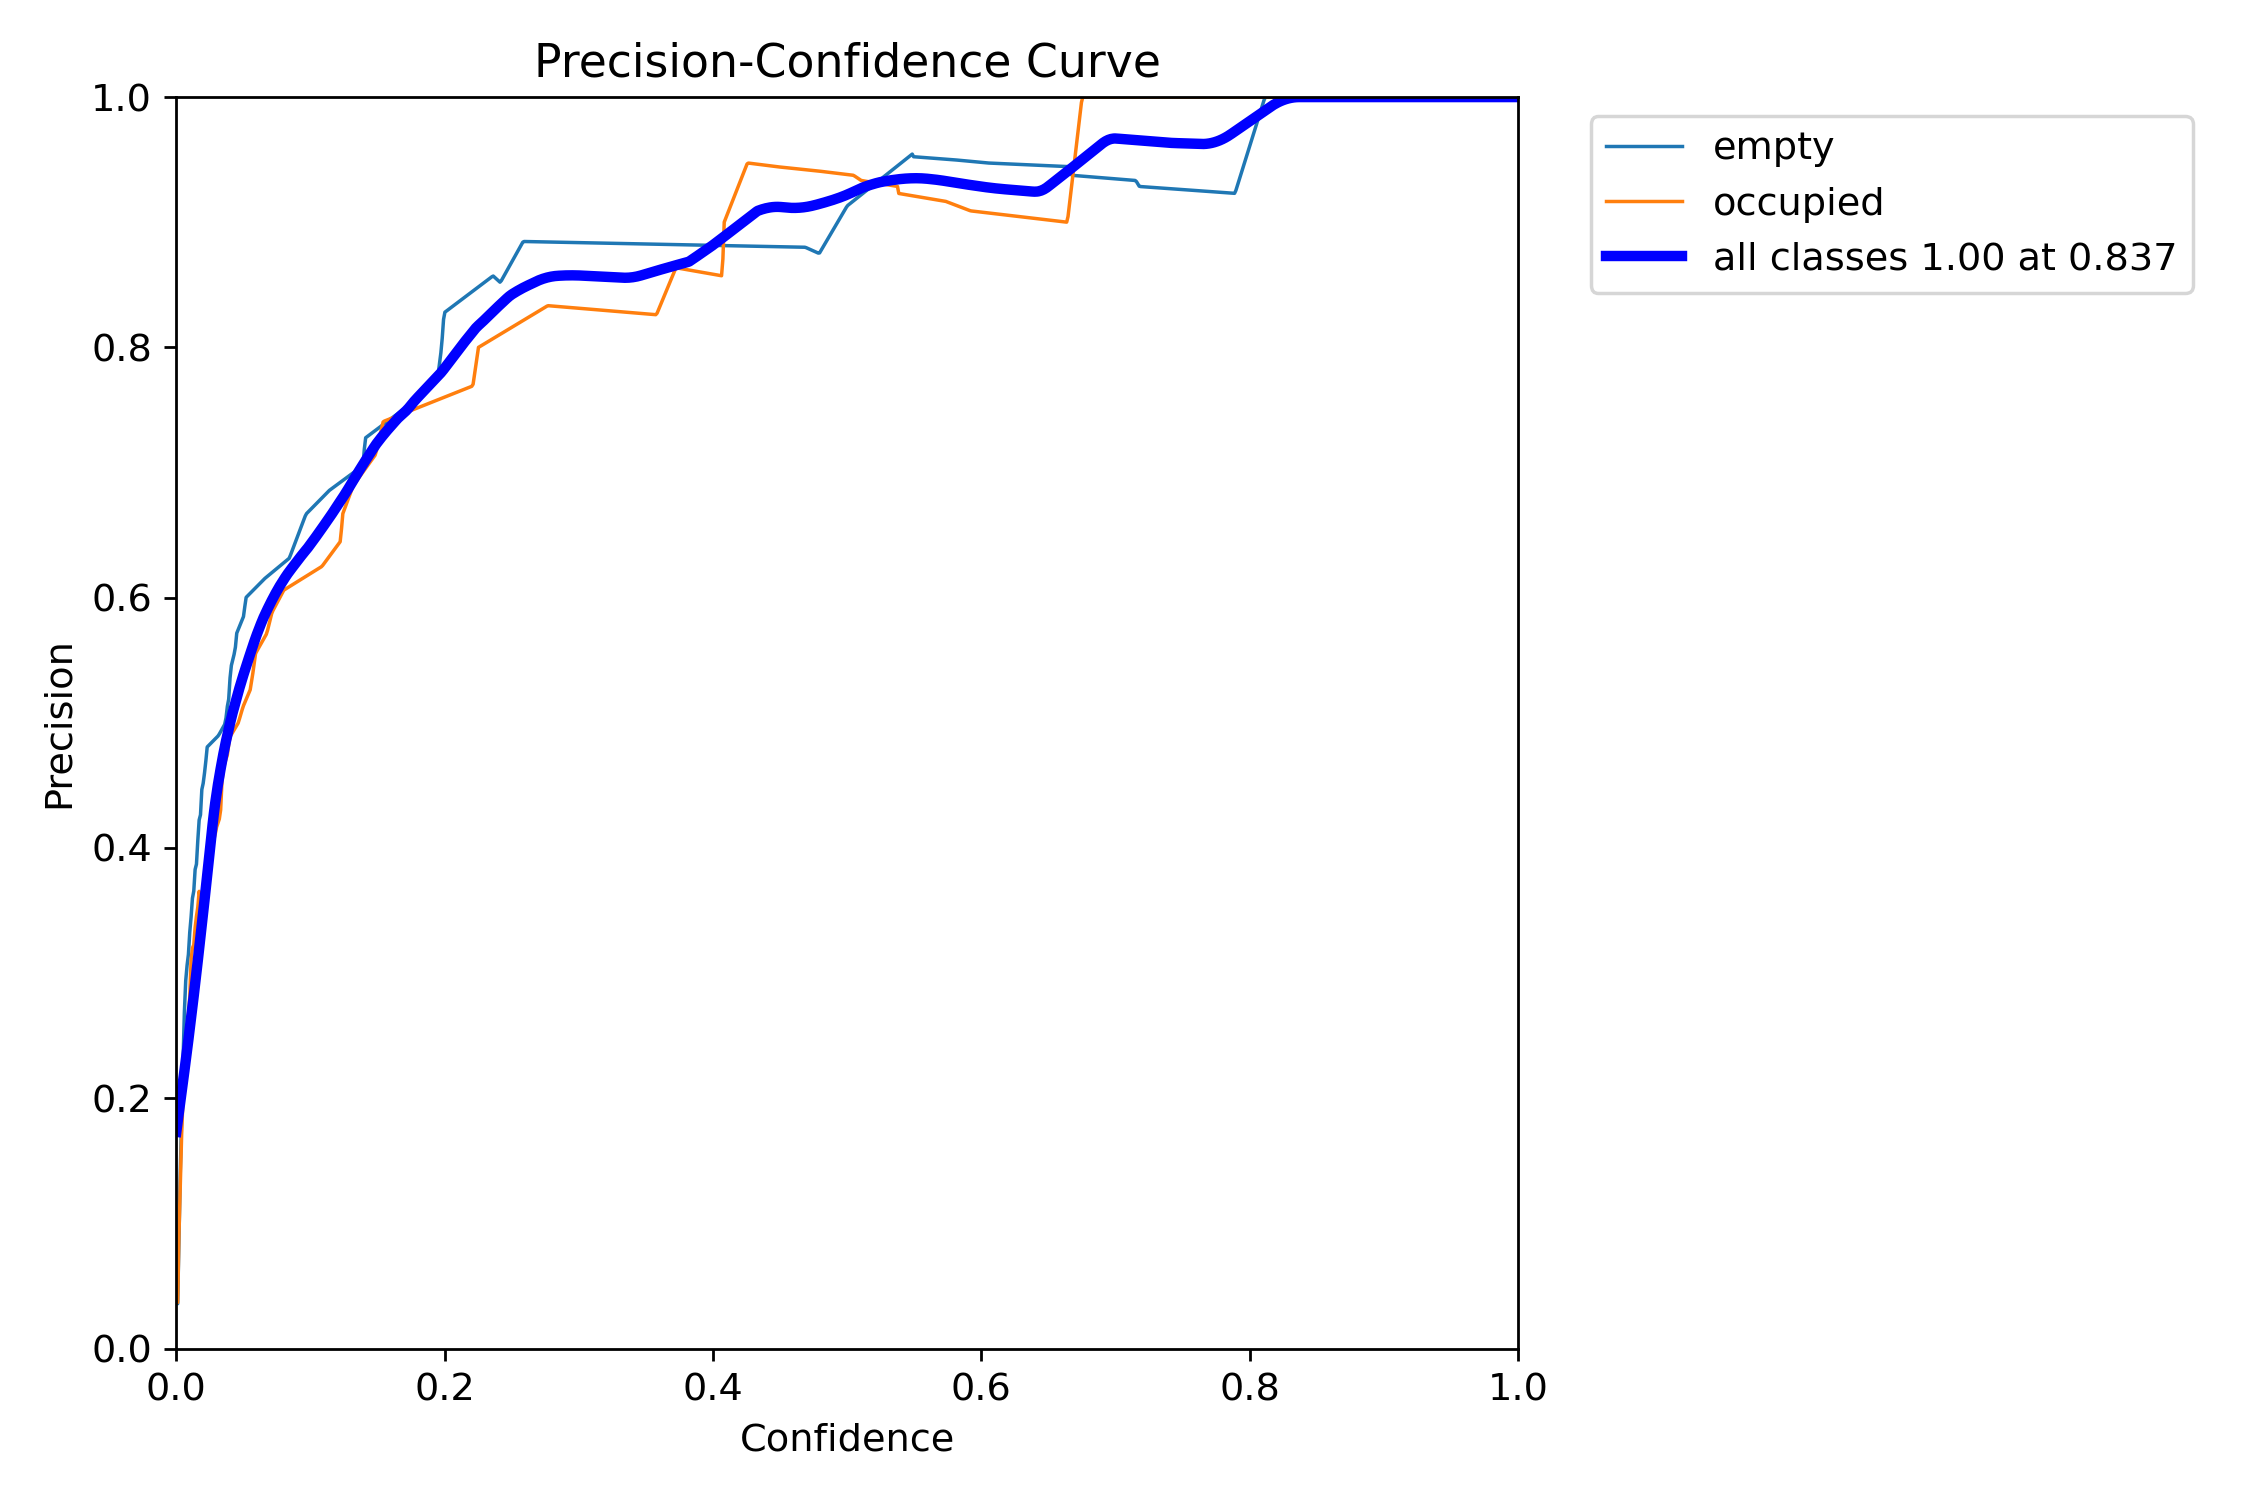 Precision-Confidence Curve
1.0
0.8
0.6
0.4
0.2
0.0
Precision
0.0 0.2 0.4 0.6 0.8 1.0
Confidence
empty
occupied
all classes 1.00 at 0.837